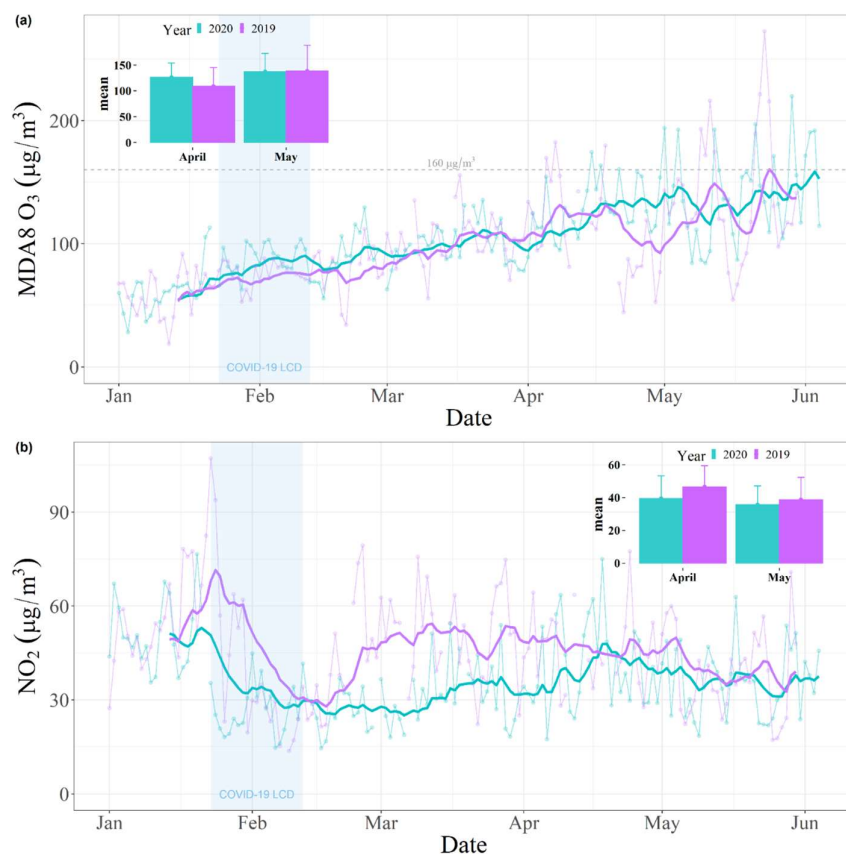 (a)
Year 2020 2019
mean
150
100
50
0
April May
MDA8 O3 (μg/m³)
200
100
0
160 μg/m³
COVID-19 LCD
Jan Feb Mar Apr May Jun
Date
(b)
Year 2020 2019
mean
60
40
20
0
April May
NO2 (μg/m³)
90
60
30
0
COVID-19 LCD
Jan Feb Mar Apr May Jun
Date